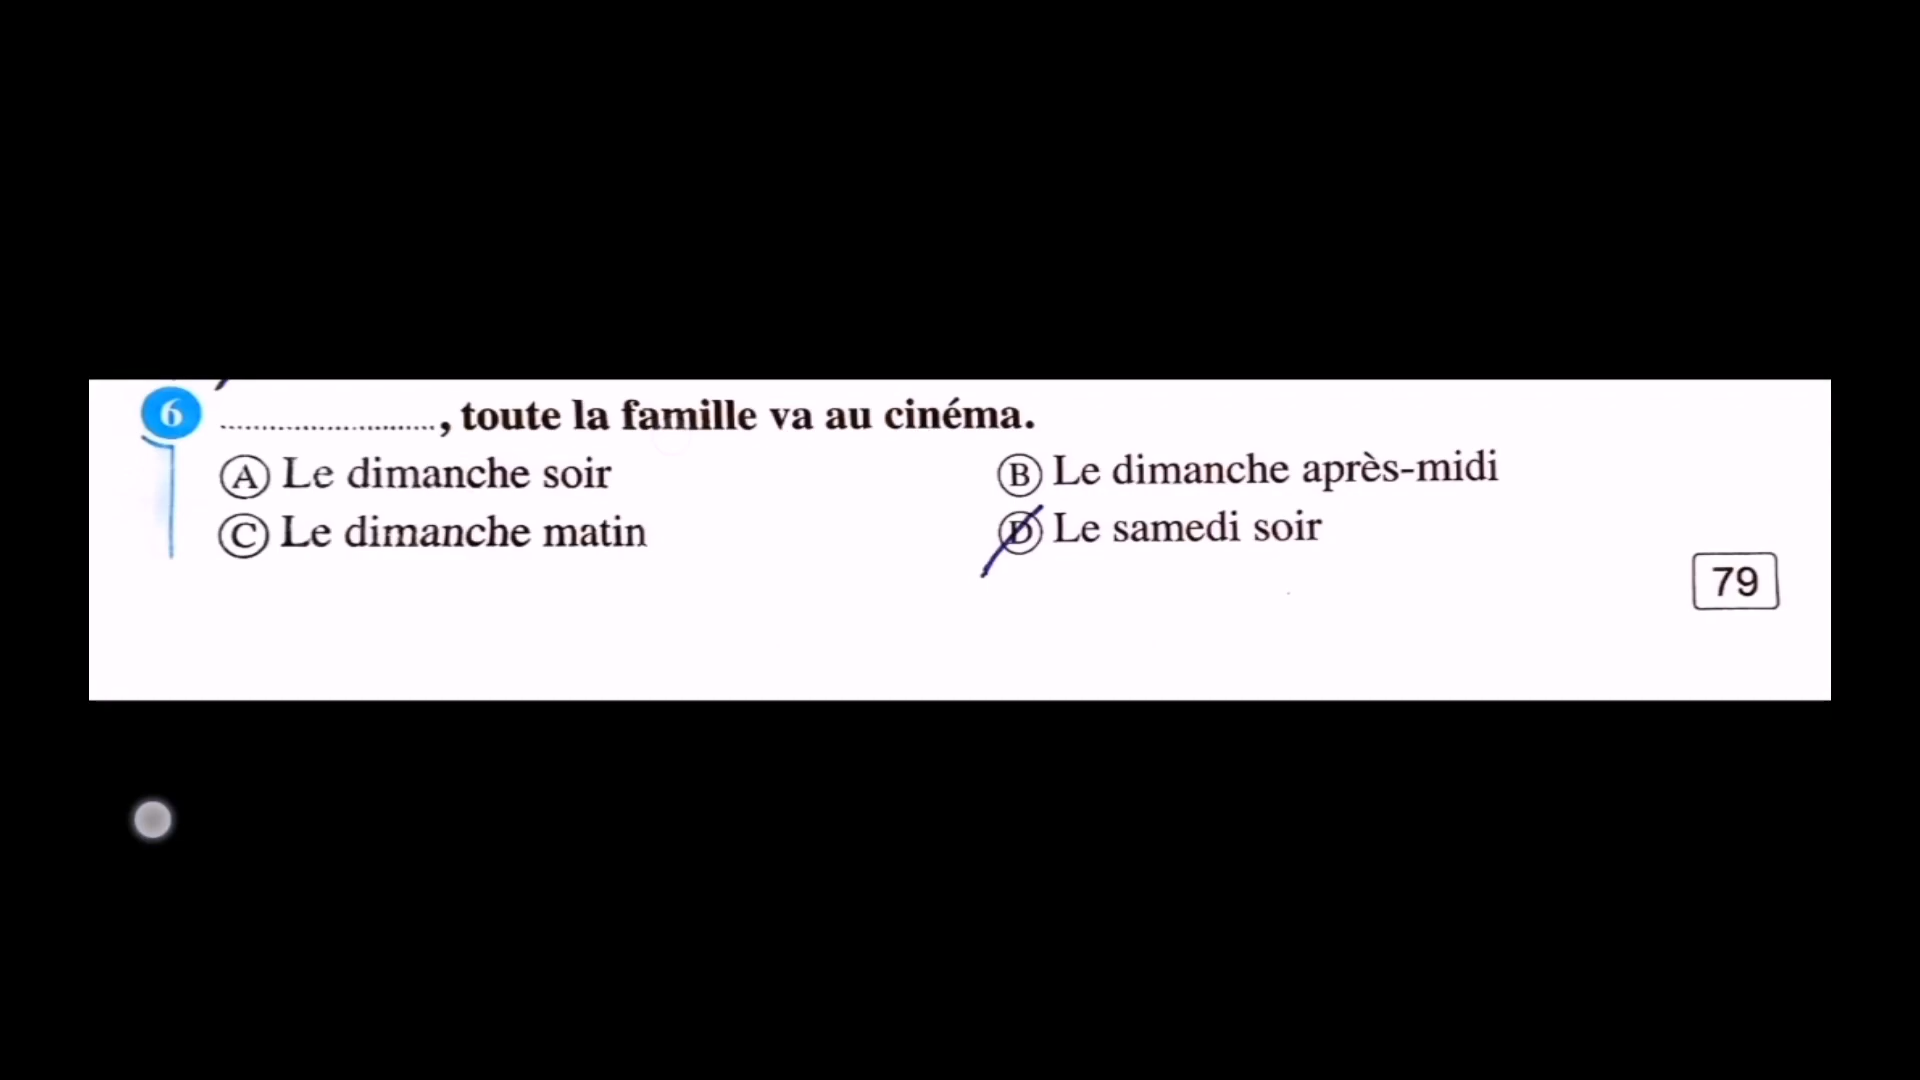 6 ........................, toute la famille va au cinéma.
A Le dimanche soir
B Le dimanche après-midi
C Le dimanche matin
D Le samedi soir
79